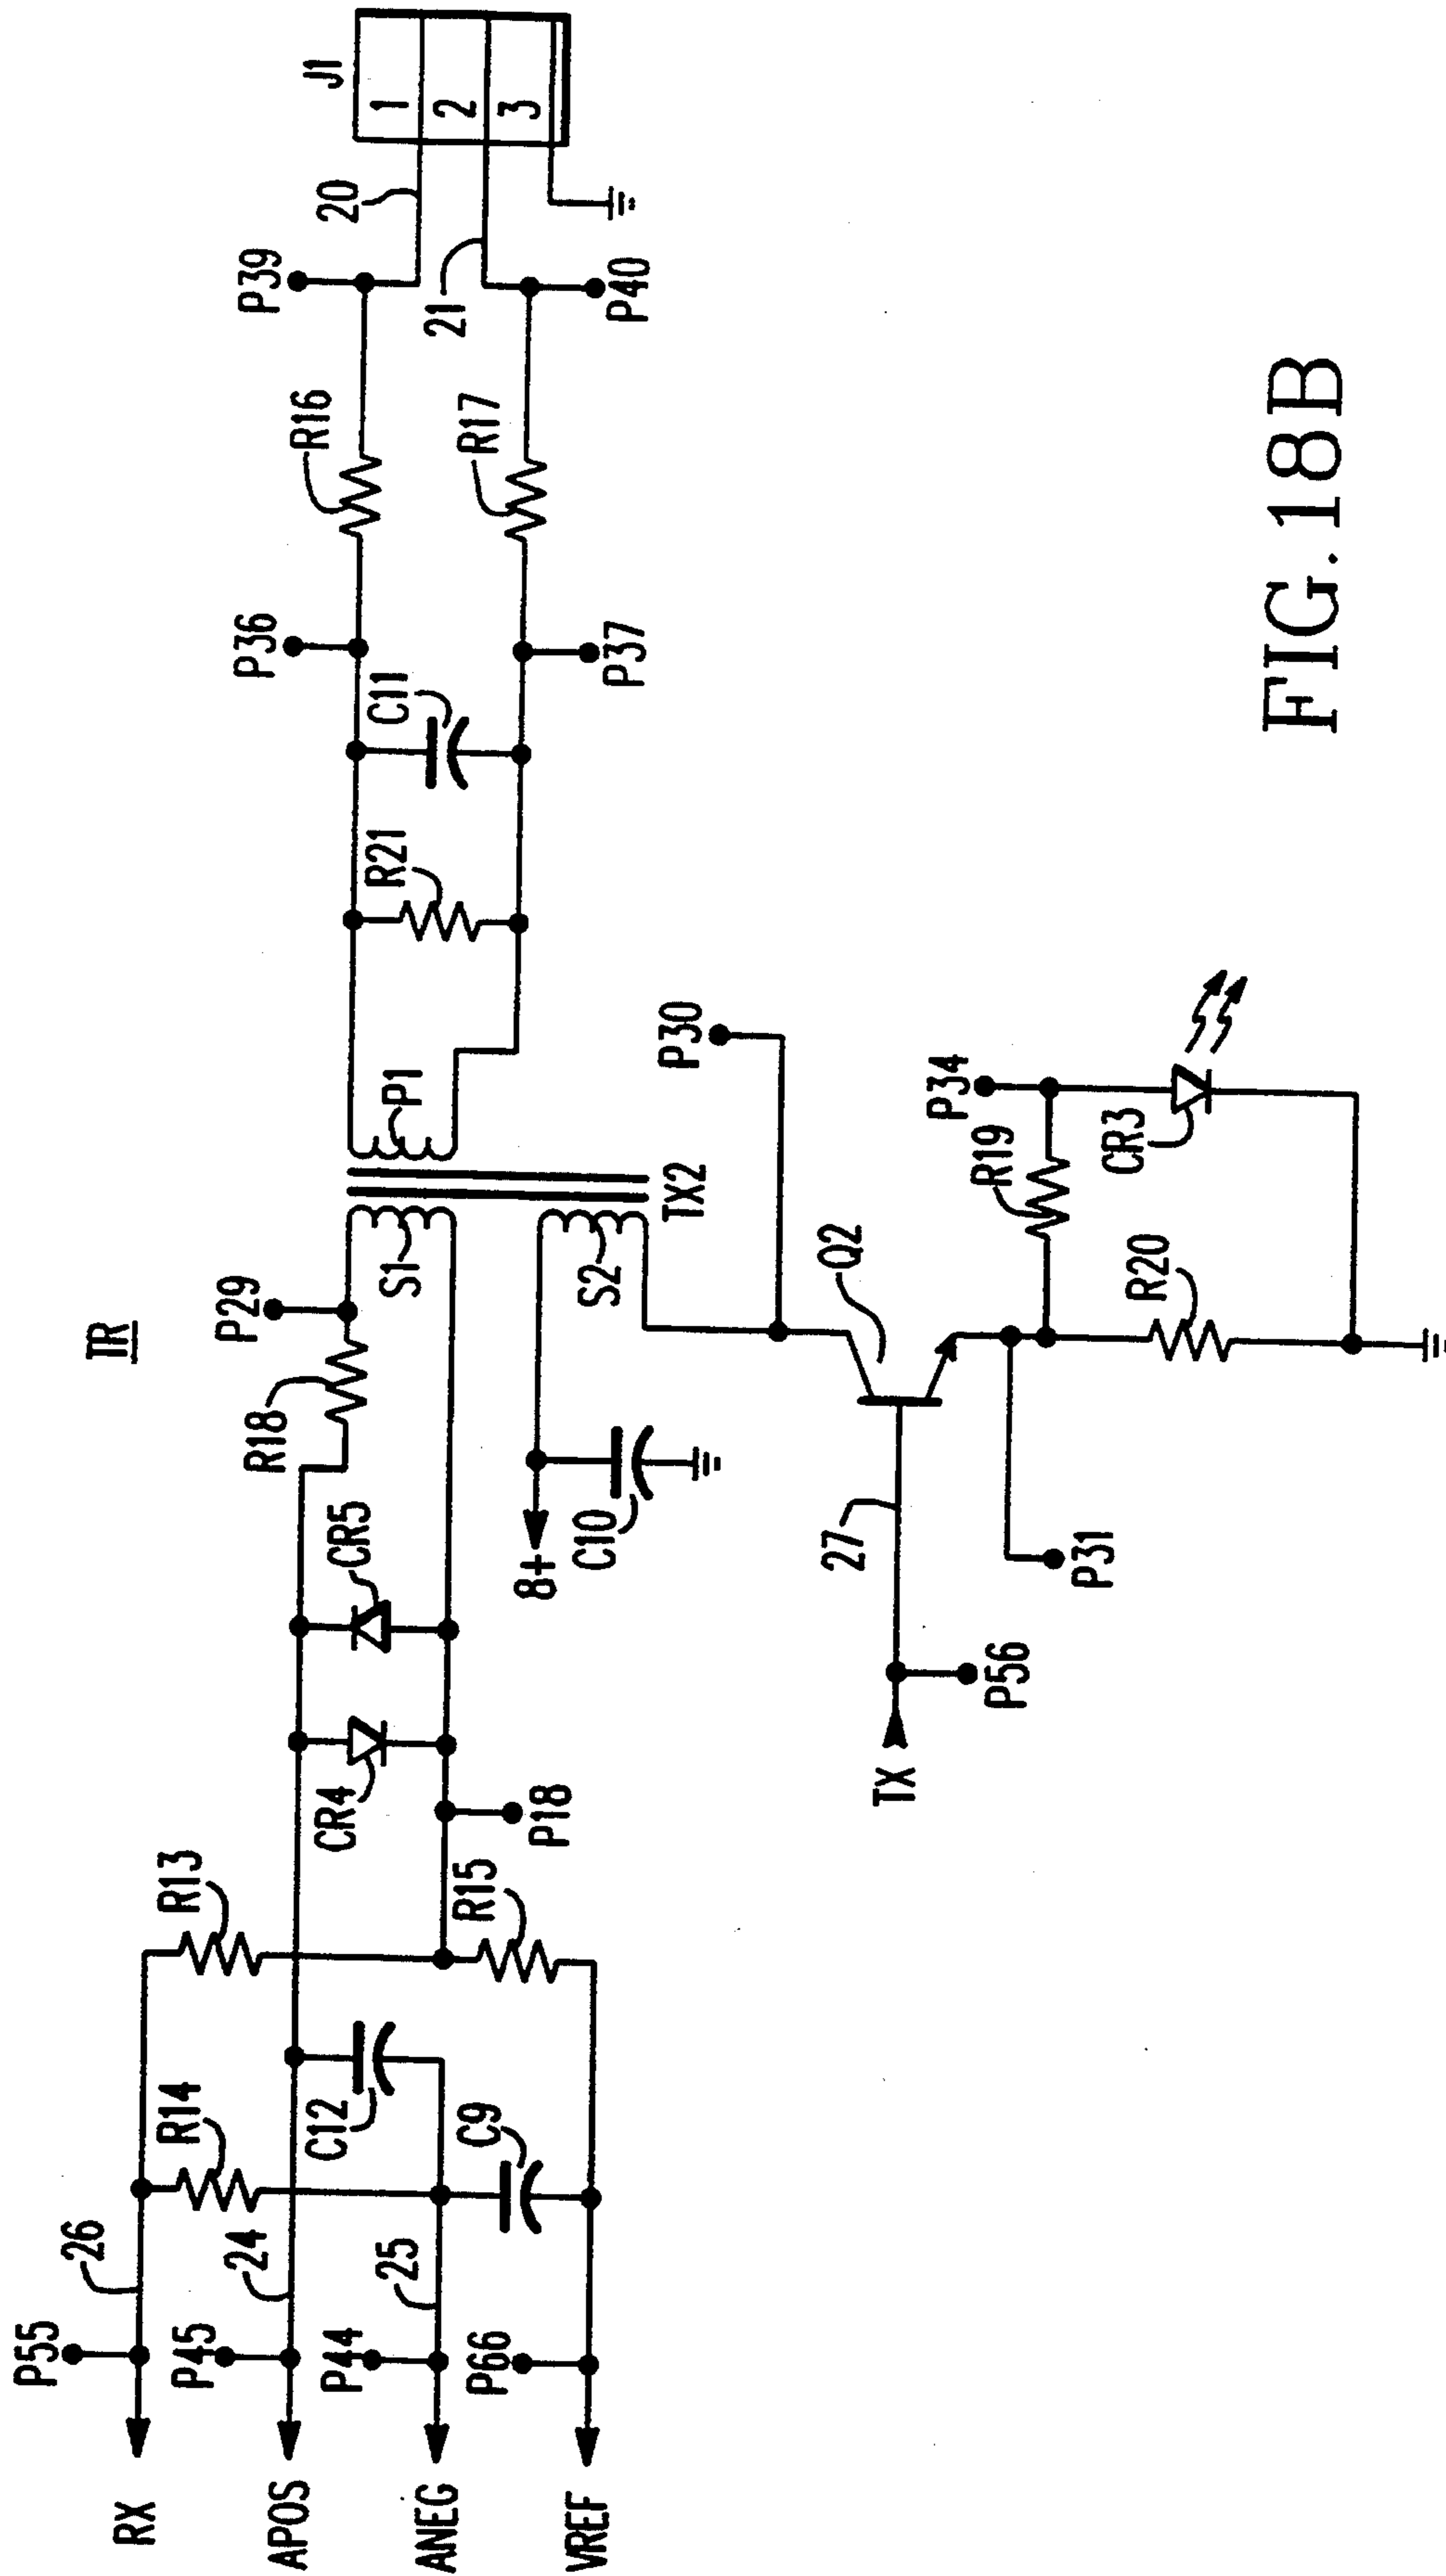 TR
P55
26
RX
P45
24
APOS
P44
25
ANEG
P66
VREF
R14
R13
C12
C9
R15
CR4
CR5
P18
R18
P29
S1
P1
S2
TX2
8+
C10
R21
C11
P36
P37
R16
R17
P39
P40
20
21
J1
1
2
3
P30
Q2
27
TX
P56
P31
R19
R20
P34
CR3
FIG. 18B